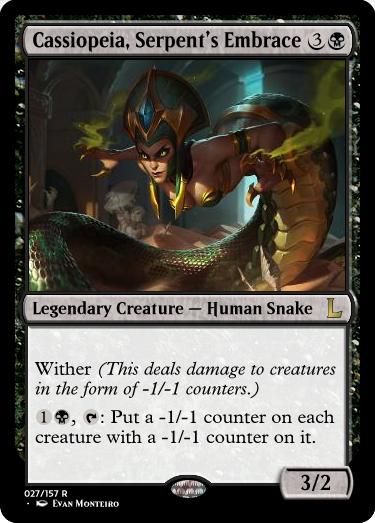 Cassiopeia, Serpent's Embrace 3
Legendary Creature — Human Snake L
Wither (This deals damage to creatures
in the form of -1/-1 counters.)
1, : Put a -1/-1 counter on each
creature with a -1/-1 counter on it.
3/2
027/157 R
· Evan Monteiro